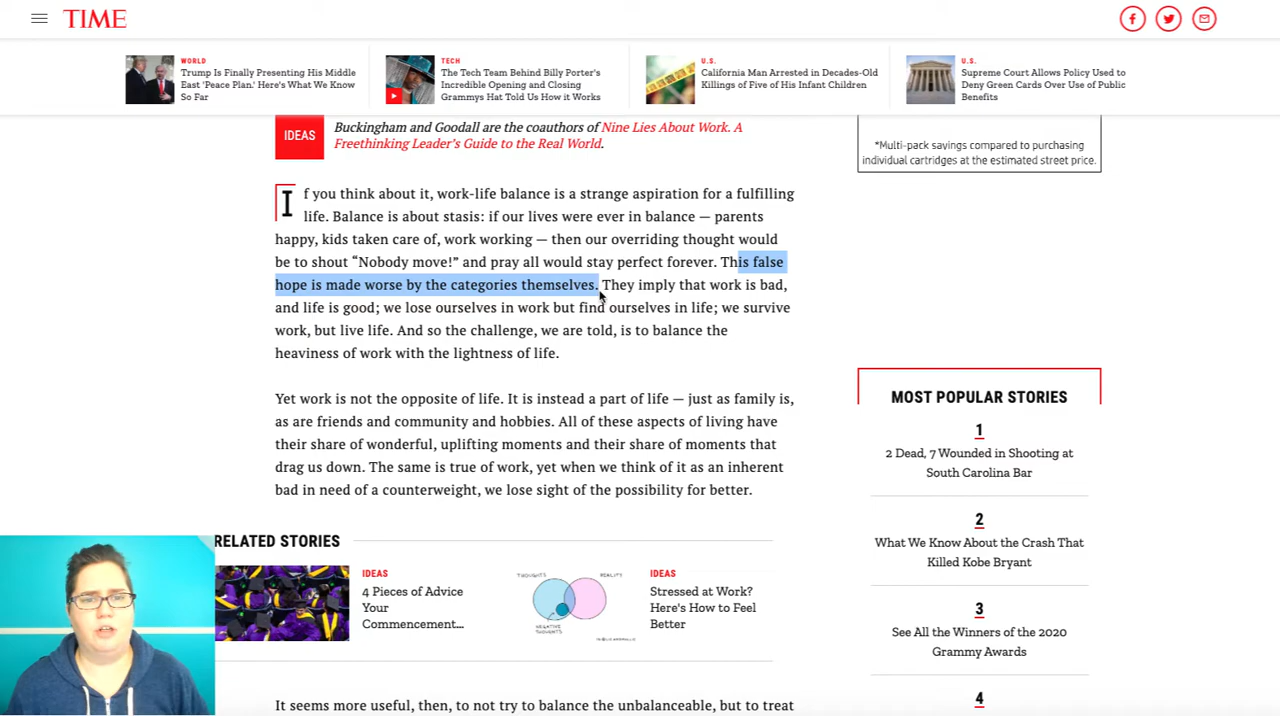 TIME
WORLD
Trump Is Finally Presenting His Middle
East 'Peace Plan.' Here's What We Know
So Far
TECH
The Tech Team Behind Billy Porter's
Incredible Opening and Closing
Grammys Hat Told Us How it Works
U.S.
California Man Arrested in Decades-Old
Killings of Five of His Infant Children
U.S.
Supreme Court Allows Policy Used to
Deny Green Cards Over Use of Public
Benefits
IDEAS
Buckingham and Goodall are the coauthors of Nine Lies About Work. A
Freethinking Leader's Guide to the Real World.
*Multi-pack savings compared to purchasing
individual cartridges at the estimated street price.
If you think about it, work-life balance is a strange aspiration for a fulfilling
life. Balance is about stasis: if our lives were ever in balance — parents
happy, kids taken care of, work working — then our overriding thought would
be to shout “Nobody move!” and pray all would stay perfect forever. This false
hope is made worse by the categories themselves. They imply that work is bad,
and life is good; we lose ourselves in work but find ourselves in life; we survive
work, but live life. And so the challenge, we are told, is to balance the
heaviness of work with the lightness of life.
Yet work is not the opposite of life. It is instead a part of life — just as family is,
as are friends and community and hobbies. All of these aspects of living have
their share of wonderful, uplifting moments and their share of moments that
drag us down. The same is true of work, yet when we think of it as an inherent
bad in need of a counterweight, we lose sight of the possibility for better.
RELATED STORIES
IDEAS
4 Pieces of Advice
Your
Commencement...
THOUGHTS
REALITY
NEGATIVE
THOUGHTS
IDEAS
Stressed at Work?
Here's How to Feel
Better
It seems more useful, then, to not try to balance the unbalanceable, but to treat
MOST POPULAR STORIES
1
2 Dead, 7 Wounded in Shooting at
South Carolina Bar
2
What We Know About the Crash That
Killed Kobe Bryant
3
See All the Winners of the 2020
Grammy Awards
4